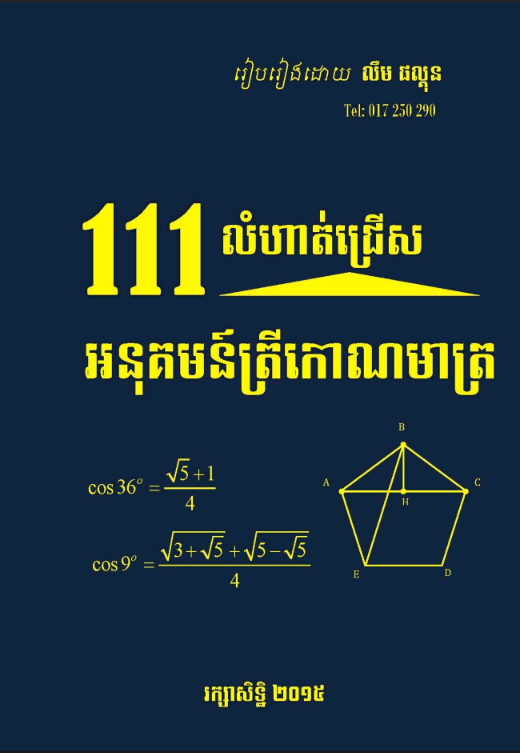 រៀបរៀងដោយ លឹម ផល្គុន
Tel: 017 250 290
111 លំហាត់ជ្រើស
អនុគមន៍ត្រីកោណមាត្រ
cos 36° = (√5 + 1)/4
cos 9° = (√(3 + √5) + √(5 − √5))/4
B
A
C
H
E
D
រក្សាសិទ្ធិ ២០១៥